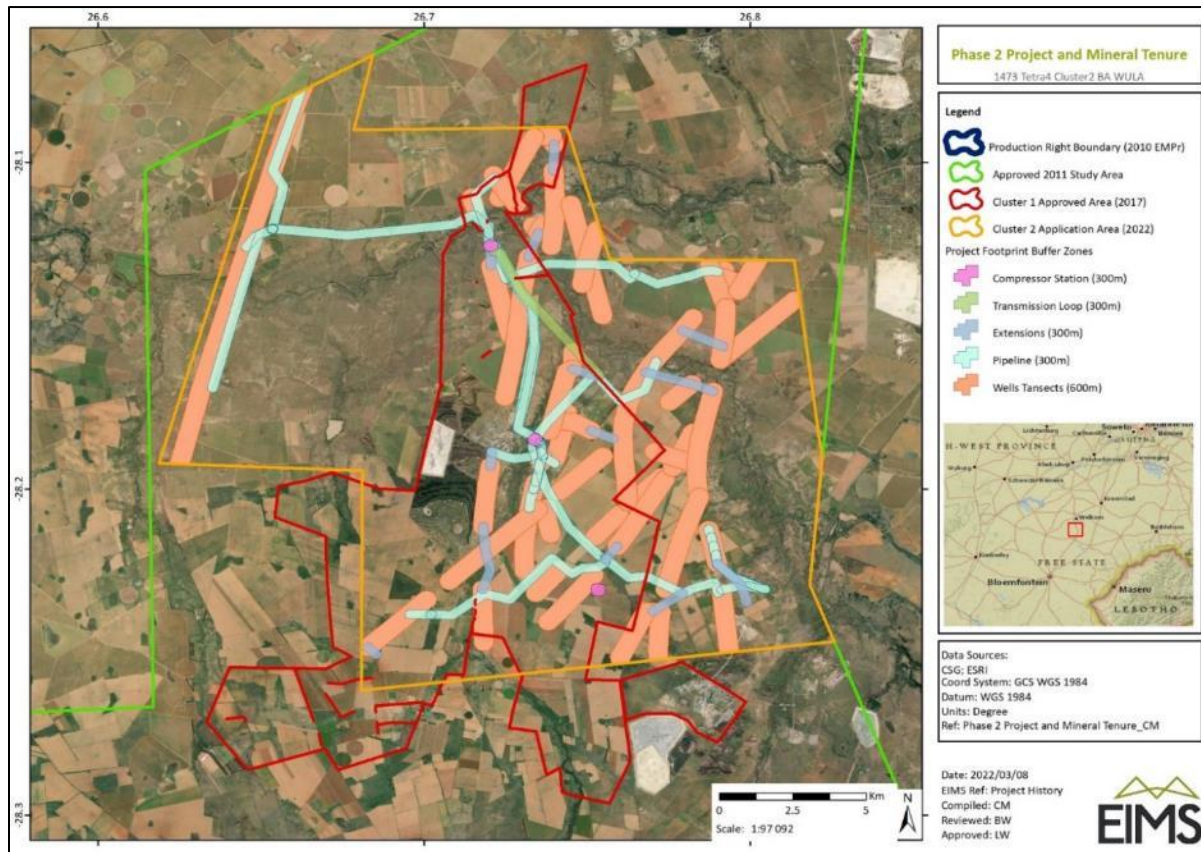 26.6
26.7
26.8
-28.1
-28.2
-28.3
0 2.5 5 Km
N
Scale: 1:97 092
Phase 2 Project and Mineral Tenure
1473 Tetra4 Cluster2 BA WULA
Legend
Production Right Boundary (2010 EMPr)
Approved 2011 Study Area
Cluster 1 Approved Area (2017)
Cluster 2 Application Area (2022)
Project Footprint Buffer Zones
Compressor Station (300m)
Transmission Loop (300m)
Extensions (300m)
Pipeline (300m)
Wells Tansects (600m)
Lichtenburg
Soweto
H-WEST PROVINCE
Welkom
FREE STATE
Bloemfontein
Maseru
LESOTHO
Data Sources:
CSG; ESRI
Coord System: GCS WGS 1984
Datum: WGS 1984
Units: Degree
Ref: Phase 2 Project and Mineral Tenure_CM
Date: 2022/03/08
EIMS Ref: Project History
Compiled: CM
Reviewed: BW
Approved: LW
EIMS